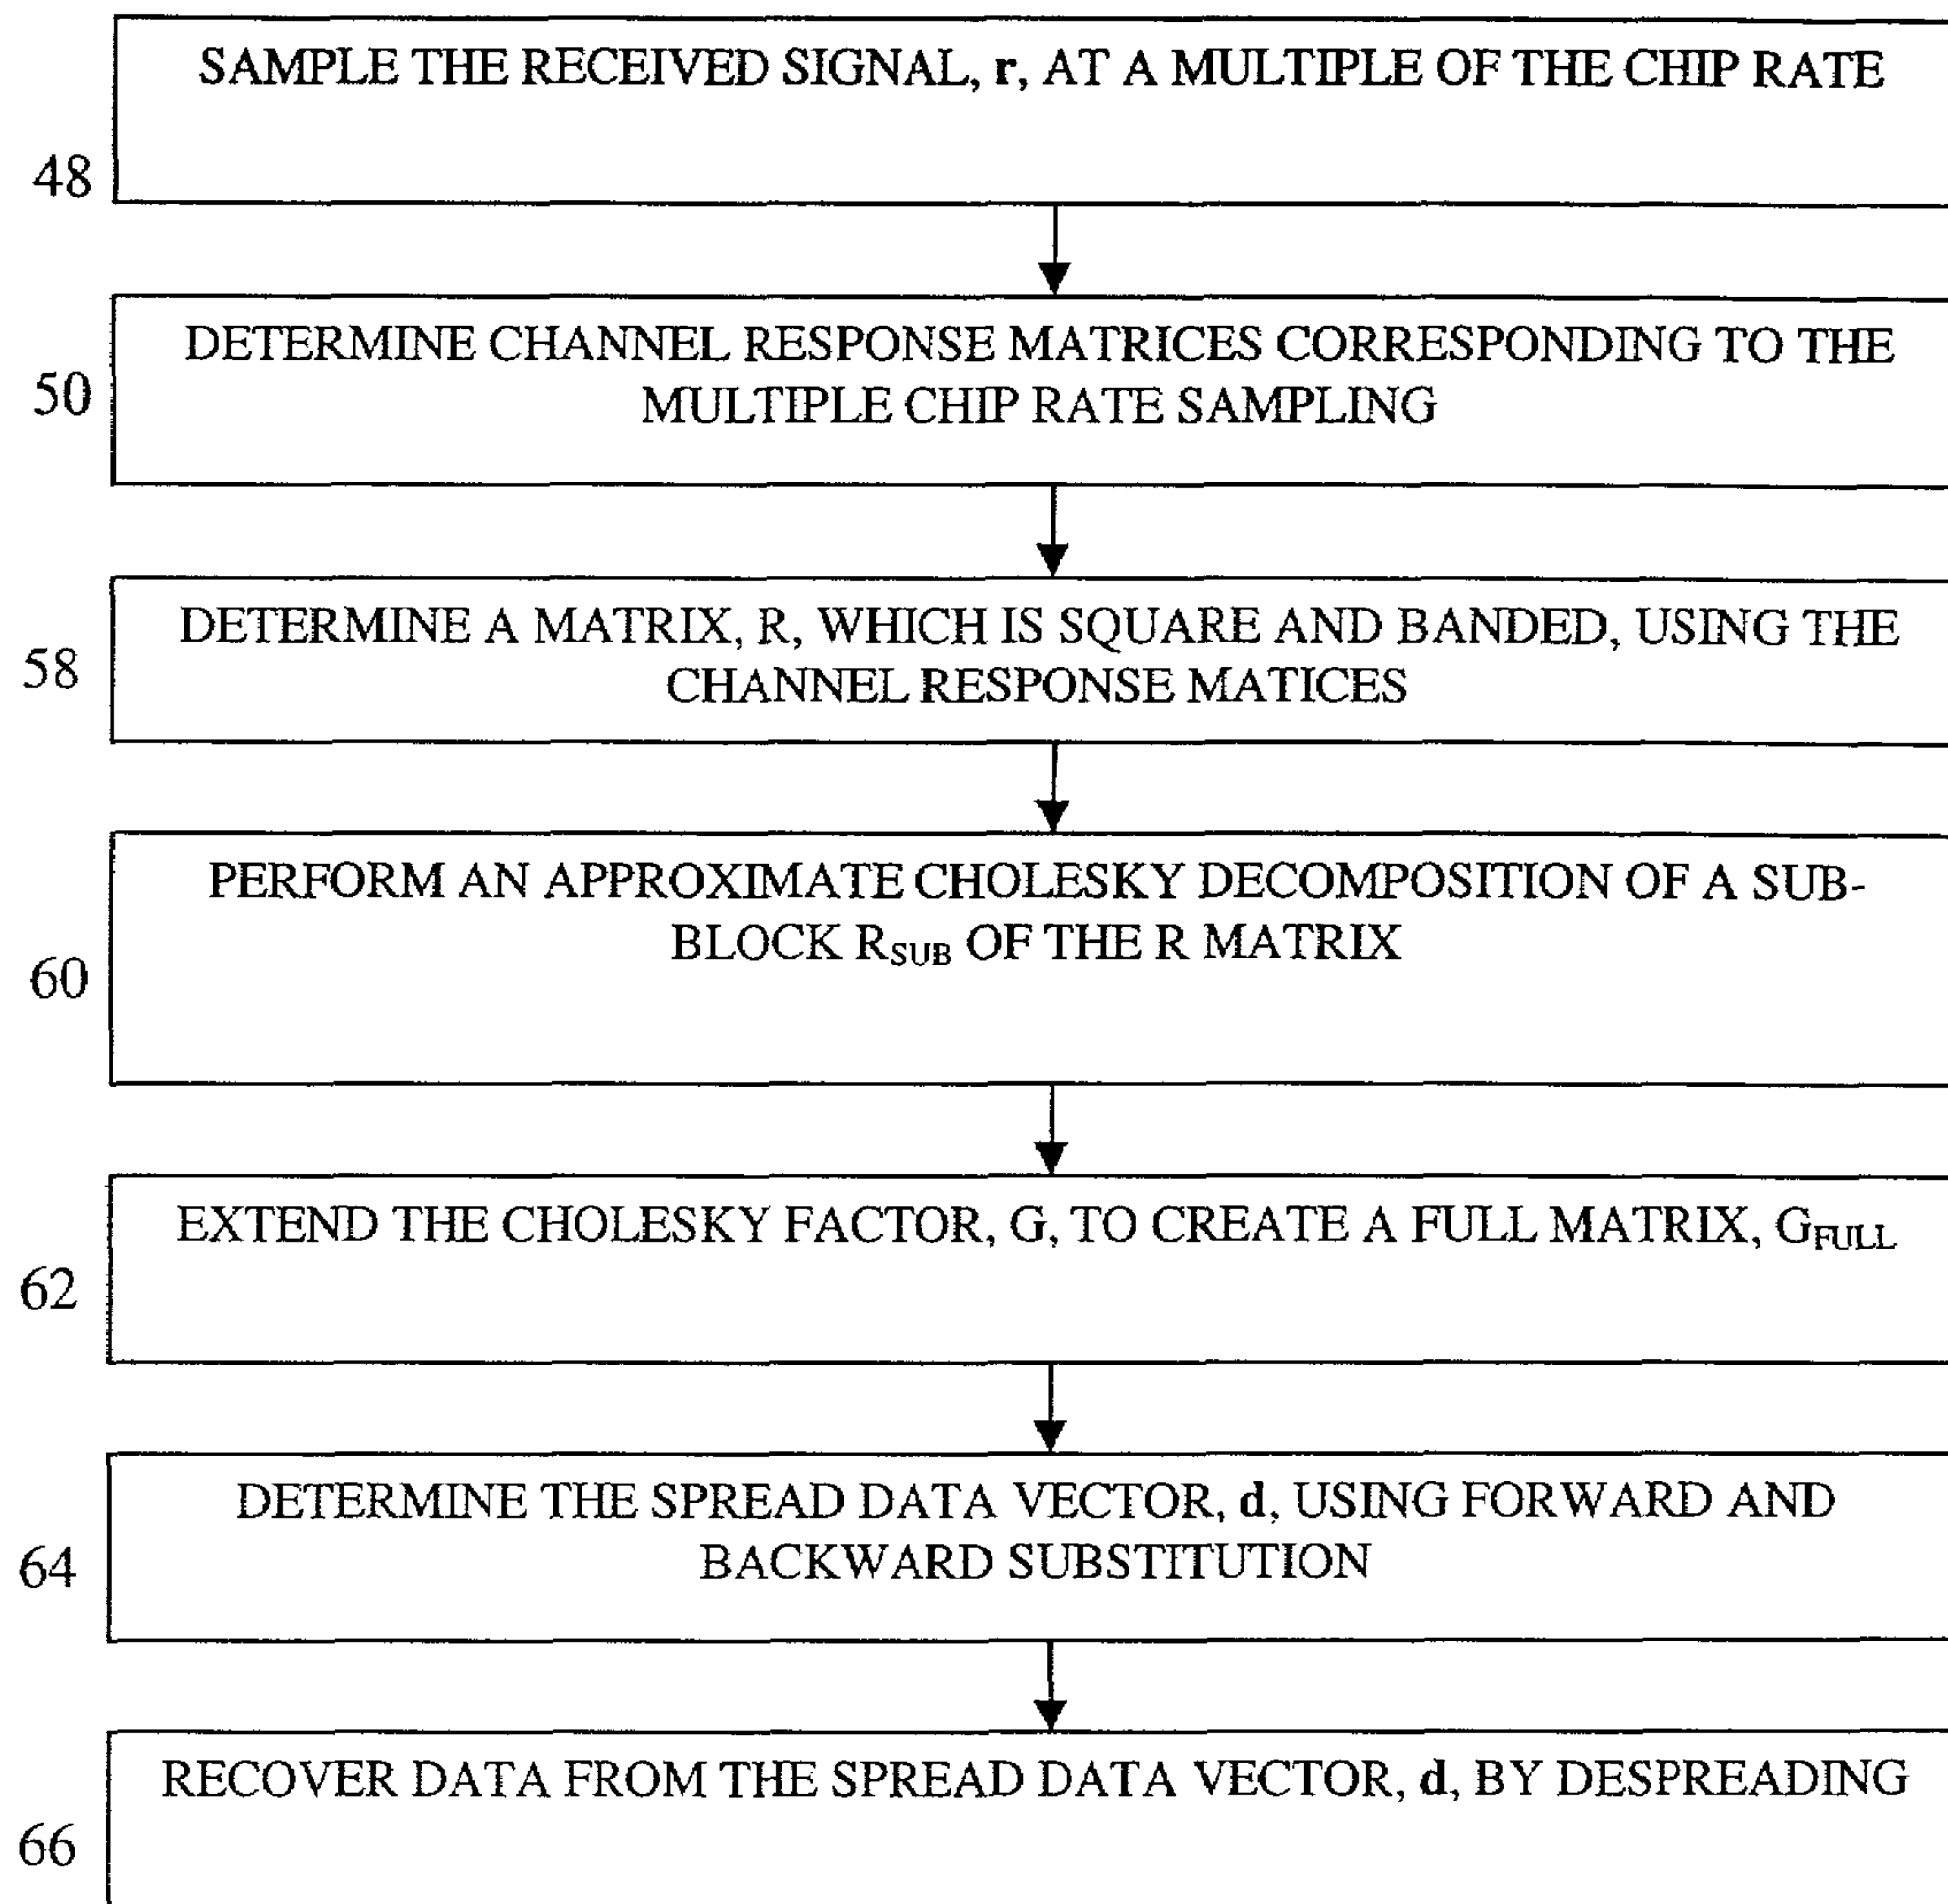 SAMPLE THE RECEIVED SIGNAL, r, AT A MULTIPLE OF THE CHIP RATE
48
DETERMINE CHANNEL RESPONSE MATRICES CORRESPONDING TO THE
MULTIPLE CHIP RATE SAMPLING
50
DETERMINE A MATRIX, R, WHICH IS SQUARE AND BANDED, USING THE
CHANNEL RESPONSE MATICES
58
PERFORM AN APPROXIMATE CHOLESKY DECOMPOSITION OF A SUB-
BLOCK RSUB OF THE R MATRIX
60
EXTEND THE CHOLESKY FACTOR, G, TO CREATE A FULL MATRIX, GFULL
62
DETERMINE THE SPREAD DATA VECTOR, d, USING FORWARD AND
BACKWARD SUBSTITUTION
64
RECOVER DATA FROM THE SPREAD DATA VECTOR, d, BY DESPREADING
66